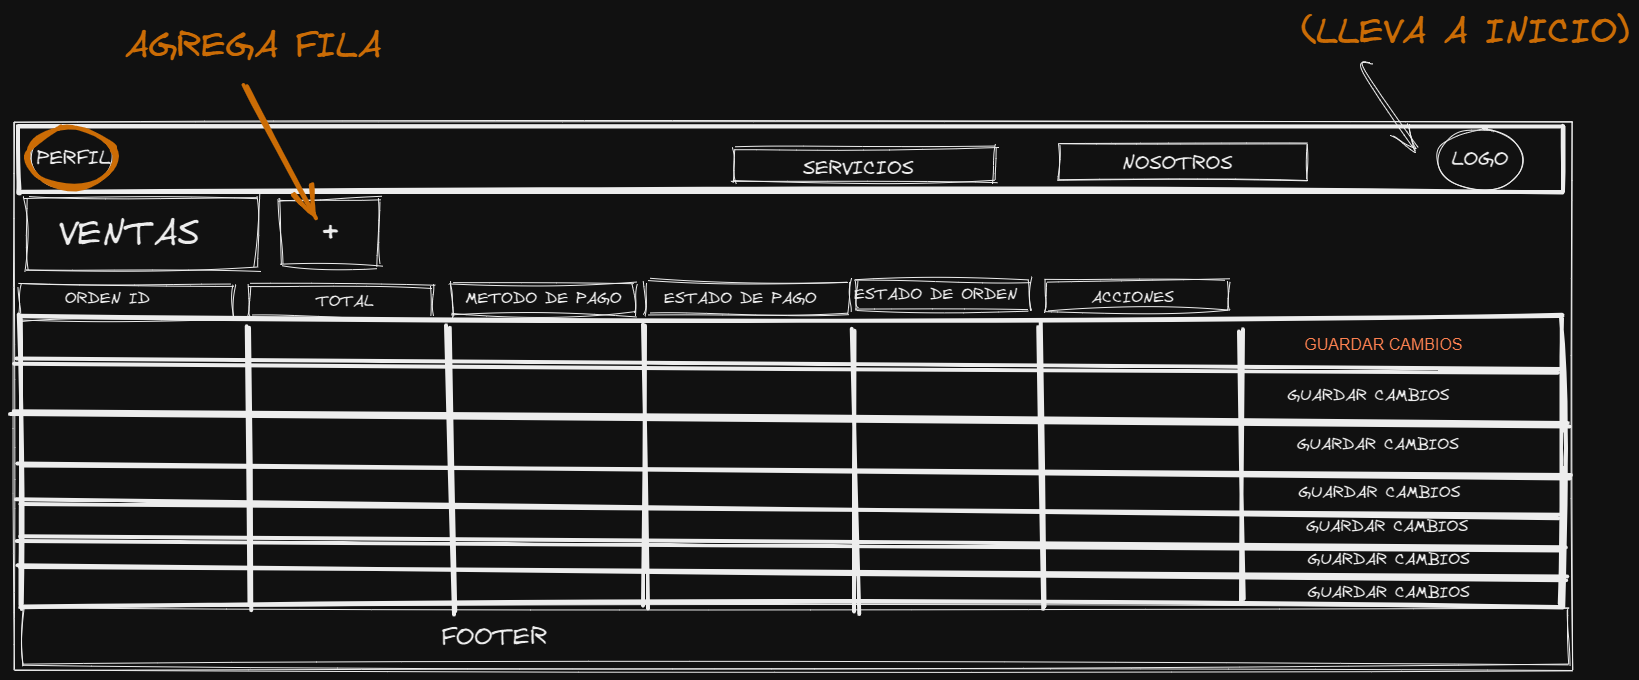 AGREGA FILA
(LLEVA A INICIO)
PERFIL
SERVICIOS
NOSOTROS
LOGO
VENTAS
+
ORDEN ID
TOTAL
METODO DE PAGO
ESTADO DE PAGO
ESTADO DE ORDEN
ACCIONES
GUARDAR CAMBIOS
GUARDAR CAMBIOS
GUARDAR CAMBIOS
GUARDAR CAMBIOS
GUARDAR CAMBIOS
GUARDAR CAMBIOS
GUARDAR CAMBIOS
FOOTER